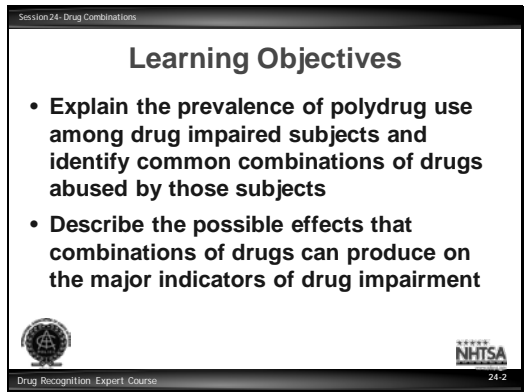 Session 24- Drug Combinations
Learning Objectives
• Explain the prevalence of polydrug use
among drug impaired subjects and
identify common combinations of drugs
abused by those subjects
• Describe the possible effects that
combinations of drugs can produce on
the major indicators of drug impairment
NHTSA
Drug Recognition Expert Course
24-2